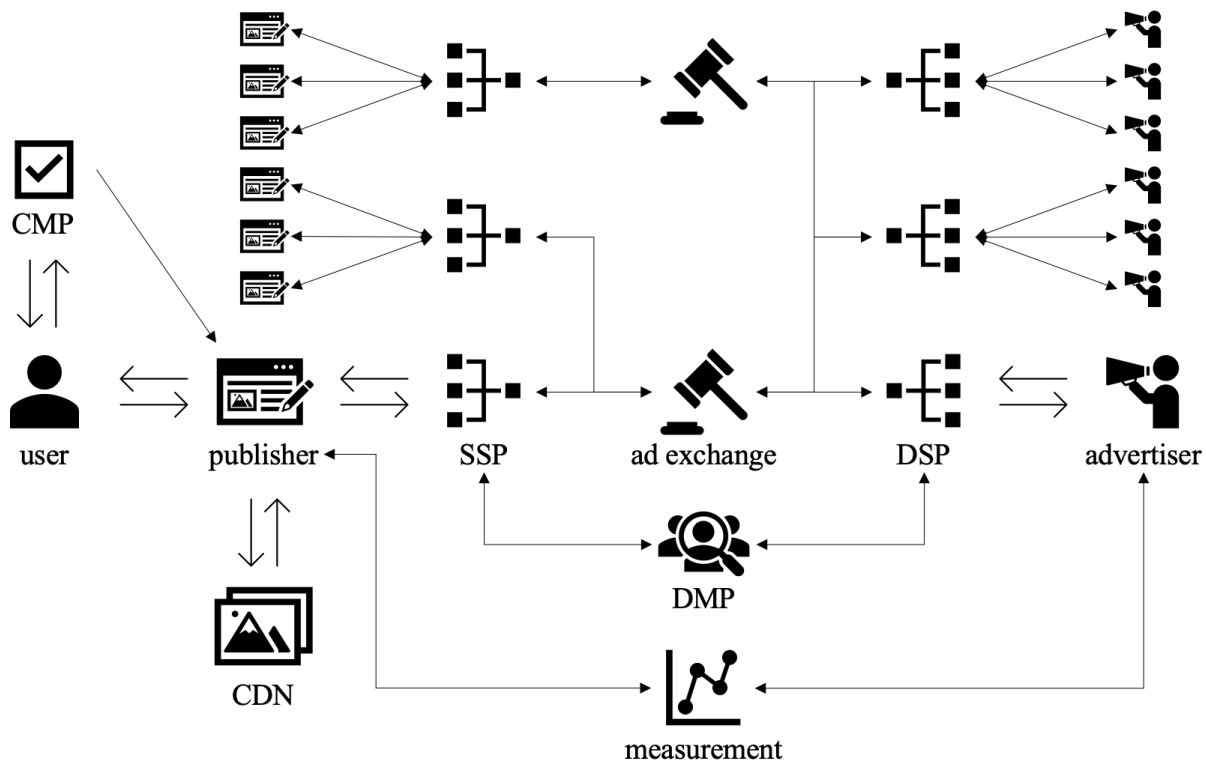 CMP
user
publisher
SSP
ad exchange
DSP
advertiser
DMP
CDN
measurement